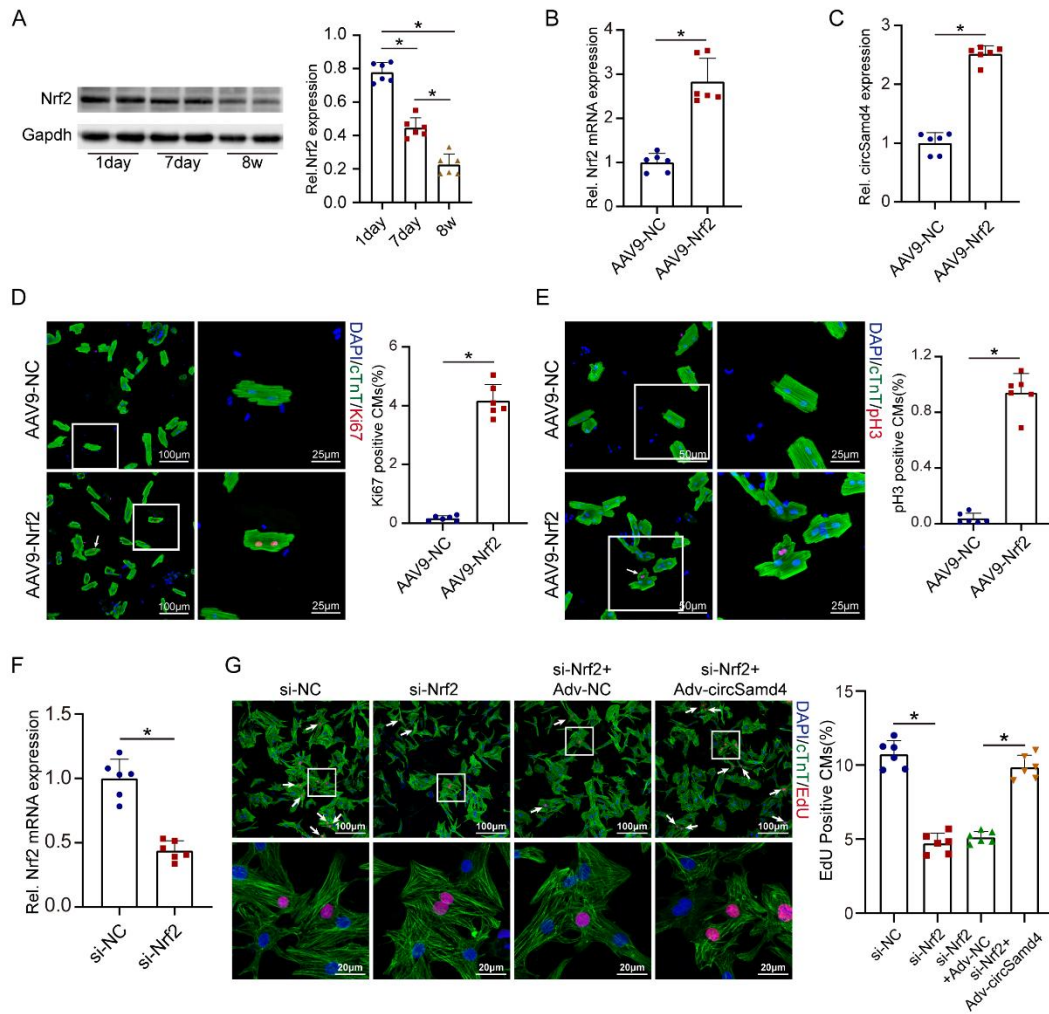 A
Nrf2
Gapdh
1day 7day 8w
Rel.Nrf2 expression
1.0
0.8
0.6
0.4
0.2
0.0
* * *
1day 7day 8w
B
Rel. Nrf2 mRNA expression
5
4
3
2
1
0
*
AAV9-NC AAV9-Nrf2
C
Rel. circSamd4 expression
3
2
1
0
*
AAV9-NC AAV9-Nrf2
D
AAV9-NC
AAV9-Nrf2
100μm 25μm
100μm 25μm
DAPI/cTnT/Ki67
Ki67 positive CMs(%)
6
4
2
0
*
AAV9-NC AAV9-Nrf2
E
AAV9-NC
AAV9-Nrf2
50μm 25μm
50μm 25μm
DAPI/cTnT/pH3
pH3 positive CMs(%)
1.2
0.9
0.6
0.3
0.0
*
AAV9-NC AAV9-Nrf2
F
Rel. Nrf2 mRNA expression
1.5
1.0
0.5
0.0
*
si-NC si-Nrf2
G
si-NC
si-Nrf2
si-Nrf2+
Adv-NC
si-Nrf2+
Adv-circSamd4
100μm 100μm 100μm 100μm
20μm 20μm 20μm 20μm
DAPI/cTnT/EdU
EdU Positive CMs(%)
15
10
5
0
* *
si-NC
si-Nrf2
si-Nrf2
+Adv-NC
si-Nrf2+
Adv-circSamd4